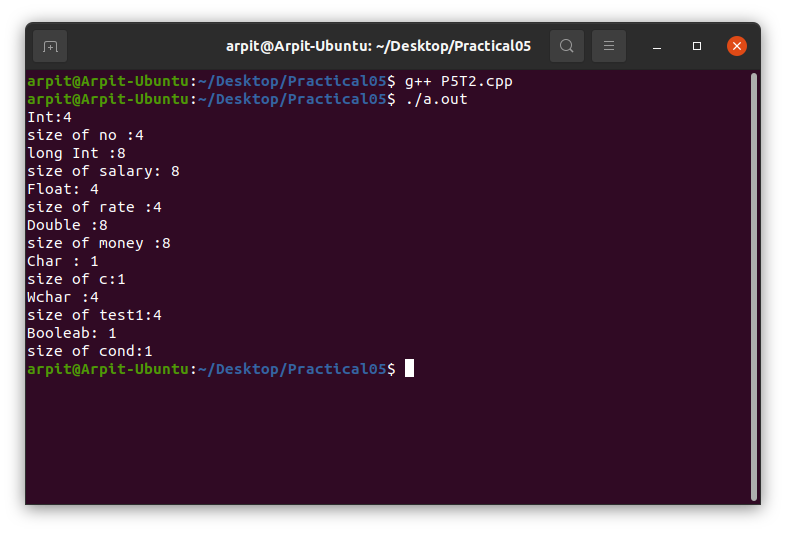 arpit@Arpit-Ubuntu: ~/Desktop/Practical05
arpit@Arpit-Ubuntu:~/Desktop/Practical05$ g++ P5T2.cpp
arpit@Arpit-Ubuntu:~/Desktop/Practical05$ ./a.out
Int:4
size of no :4
long Int :8
size of salary: 8
Float: 4
size of rate :4
Double :8
size of money :8
Char : 1
size of c:1
Wchar :4
size of test1:4
Booleab: 1
size of cond:1
arpit@Arpit-Ubuntu:~/Desktop/Practical05$